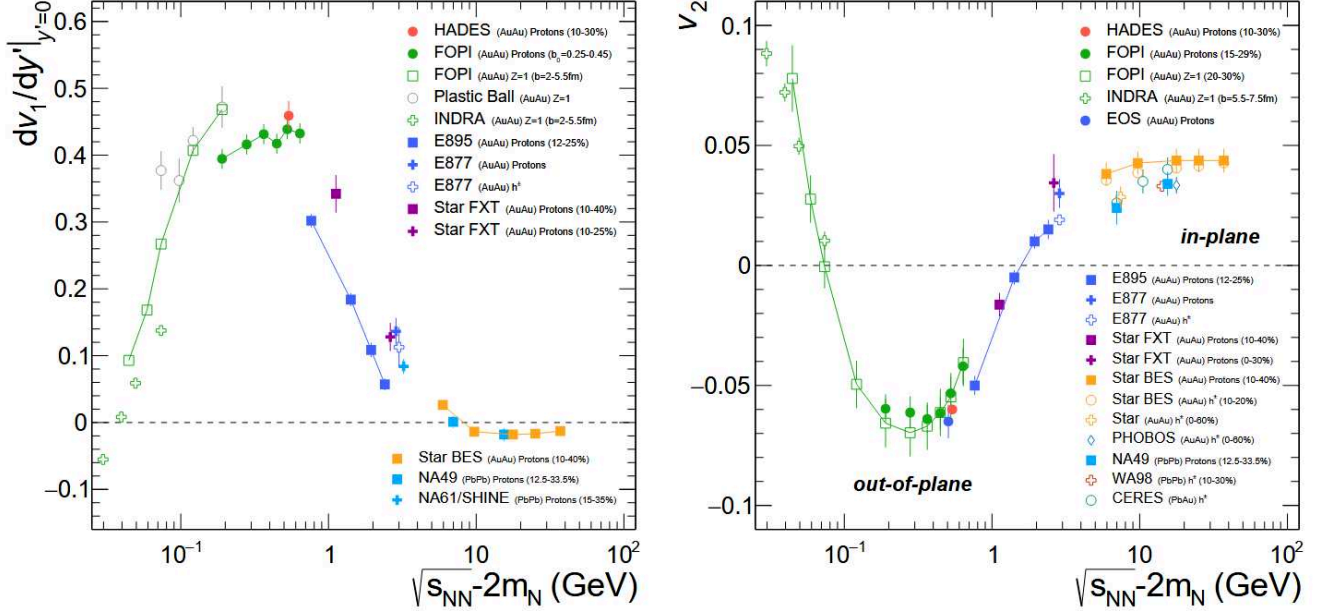 dv₁/dy'|y'=0
0.6
0.5
0.4
0.3
0.2
0.1
0
−0.1
HADES (AuAu) Protons (10-30%)
FOPI (AuAu) Protons (b₀=0.25-0.45)
FOPI (AuAu) Z=1 (b=2-5.5fm)
Plastic Ball (AuAu) Z=1
INDRA (AuAu) Z=1 (b=2-5.5fm)
E895 (AuAu) Protons (12-25%)
E877 (AuAu) Protons
E877 (AuAu) h±
Star FXT (AuAu) Protons (10-40%)
Star FXT (AuAu) Protons (10-25%)
Star BES (AuAu) Protons (10-40%)
NA49 (PbPb) Protons (12.5-33.5%)
NA61/SHINE (PbPb) Protons (15-35%)
10⁻¹ 1 10 10²
√sNN-2mN (GeV)
v₂
0.1
0.05
0
−0.05
−0.1
HADES (AuAu) Protons (10-30%)
FOPI (AuAu) Protons (15-29%)
FOPI (AuAu) Z=1 (20-30%)
INDRA (AuAu) Z=1 (b=5.5-7.5fm)
EOS (AuAu) Protons
in-plane
out-of-plane
E895 (AuAu) Protons (12-25%)
E877 (AuAu) Protons
E877 (AuAu) h±
Star FXT (AuAu) Protons (10-40%)
Star FXT (AuAu) Protons (0-30%)
Star BES (AuAu) Protons (10-40%)
Star BES (AuAu) h± (10-20%)
Star (AuAu) h± (0-60%)
PHOBOS (AuAu) h± (0-60%)
NA49 (PbPb) Protons (12.5-33.5%)
WA98 (PbPb) h± (10-30%)
CERES (PbAu) h±
10⁻¹ 1 10 10²
√sNN-2mN (GeV)